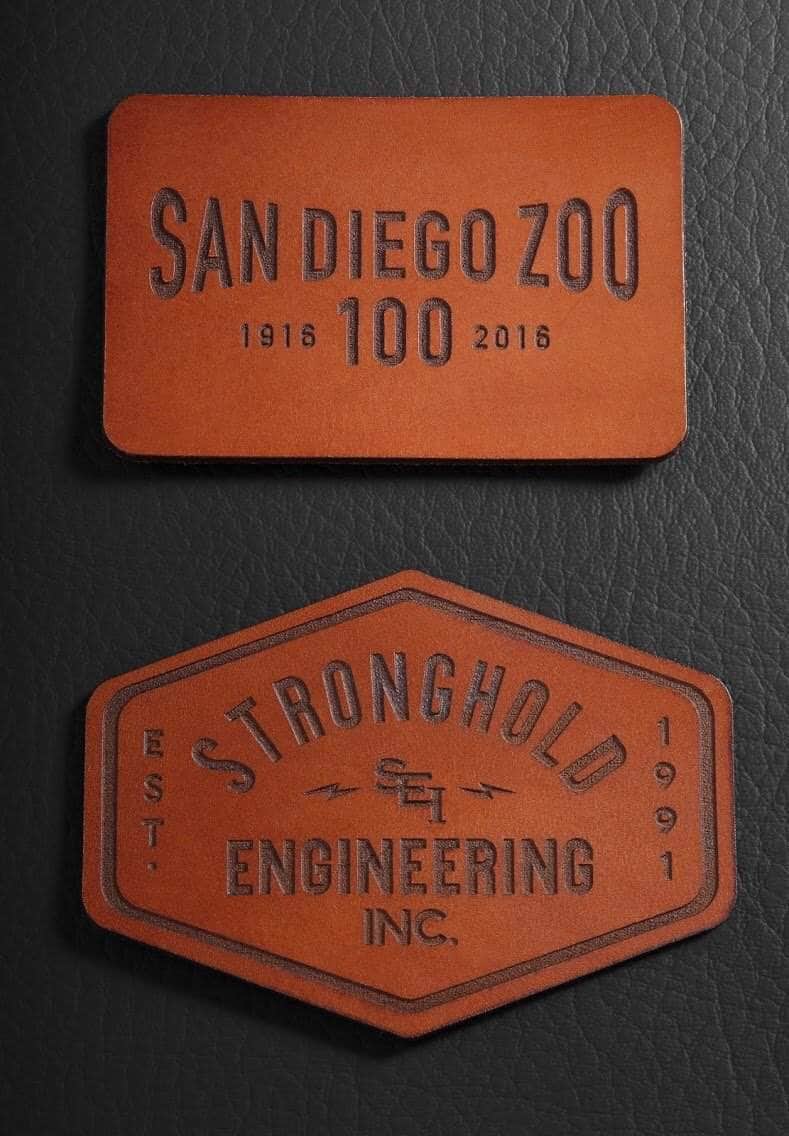 SAN DIEGO ZOO
1916 100 2016
STRONGHOLD
EST. SEI 1991
ENGINEERING
INC.